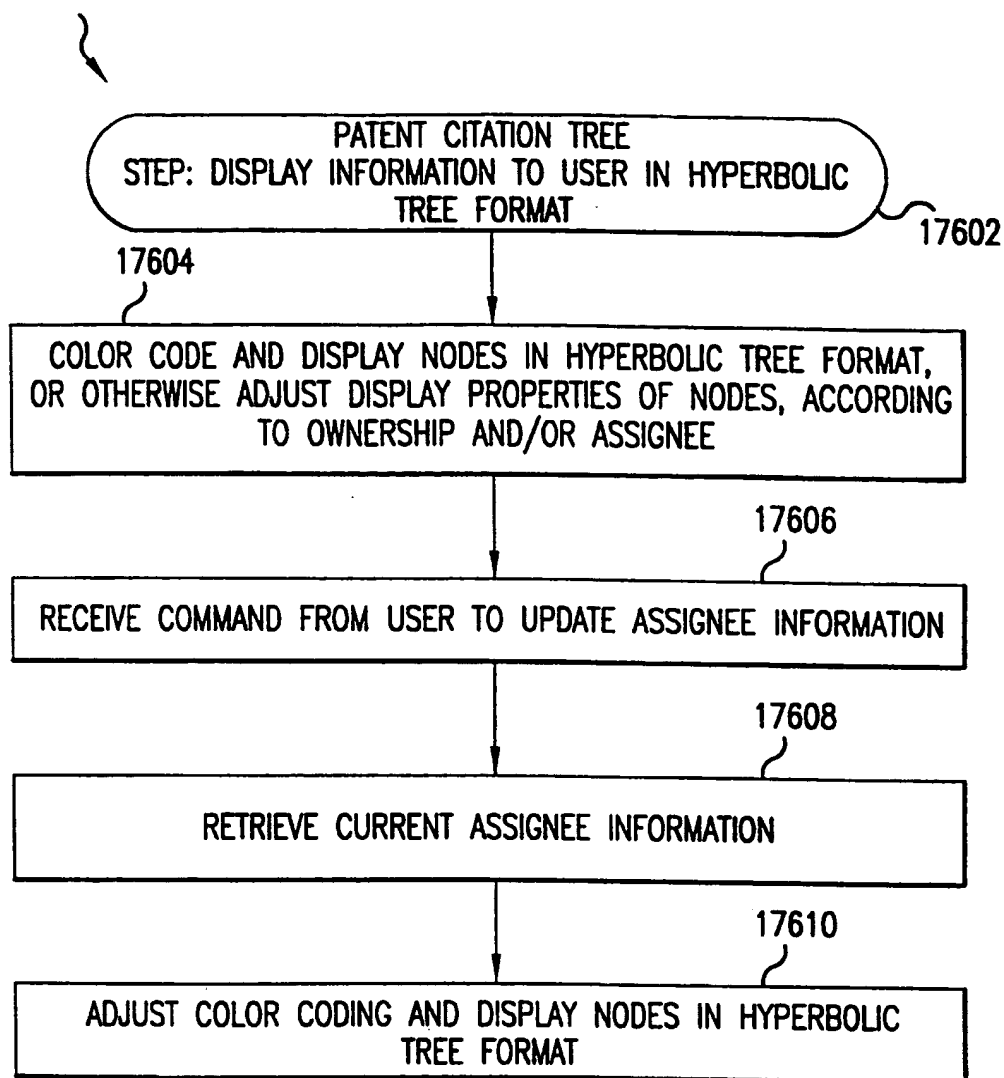 PATENT CITATION TREE
STEP: DISPLAY INFORMATION TO USER IN HYPERBOLIC
TREE FORMAT
17602
17604
COLOR CODE AND DISPLAY NODES IN HYPERBOLIC TREE FORMAT,
OR OTHERWISE ADJUST DISPLAY PROPERTIES OF NODES, ACCORDING
TO OWNERSHIP AND/OR ASSIGNEE
17606
RECEIVE COMMAND FROM USER TO UPDATE ASSIGNEE INFORMATION
17608
RETRIEVE CURRENT ASSIGNEE INFORMATION
17610
ADJUST COLOR CODING AND DISPLAY NODES IN HYPERBOLIC
TREE FORMAT